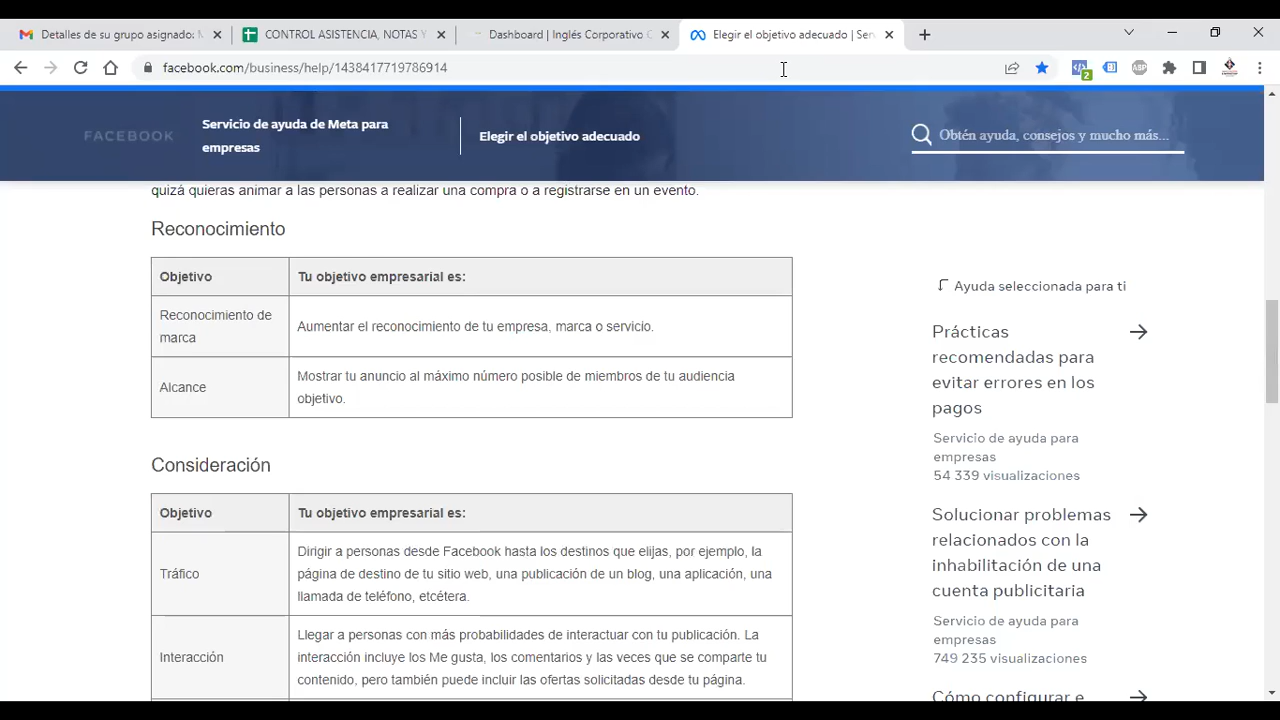 Detalles de su grupo asignado: M
CONTROL ASISTENCIA, NOTAS Y
Dashboard | Inglés Corporativo C
Elegir el objetivo adecuado | Serv
facebook.com/business/help/1438417719786914
2
ABP
FACEBOOK
Servicio de ayuda de Meta para
empresas
Elegir el objetivo adecuado
Obtén ayuda, consejos y mucho más...
quizá quieras animar a las personas a realizar una compra o a registrarse en un evento.
Reconocimiento
Objetivo
Tu objetivo empresarial es:
Reconocimiento de
marca
Aumentar el reconocimiento de tu empresa, marca o servicio.
Alcance
Mostrar tu anuncio al máximo número posible de miembros de tu audiencia
objetivo.
Consideración
Objetivo
Tu objetivo empresarial es:
Tráfico
Dirigir a personas desde Facebook hasta los destinos que elijas, por ejemplo, la
página de destino de tu sitio web, una publicación de un blog, una aplicación, una
llamada de teléfono, etcétera.
Interacción
Llegar a personas con más probabilidades de interactuar con tu publicación. La
interacción incluye los Me gusta, los comentarios y las veces que se comparte tu
contenido, pero también puede incluir las ofertas solicitadas desde tu página.
Ayuda seleccionada para ti
Prácticas
recomendadas para
evitar errores en los
pagos
Servicio de ayuda para
empresas
54 339 visualizaciones
Solucionar problemas
relacionados con la
inhabilitación de una
cuenta publicitaria
Servicio de ayuda para
empresas
749 235 visualizaciones
Cómo configurar e